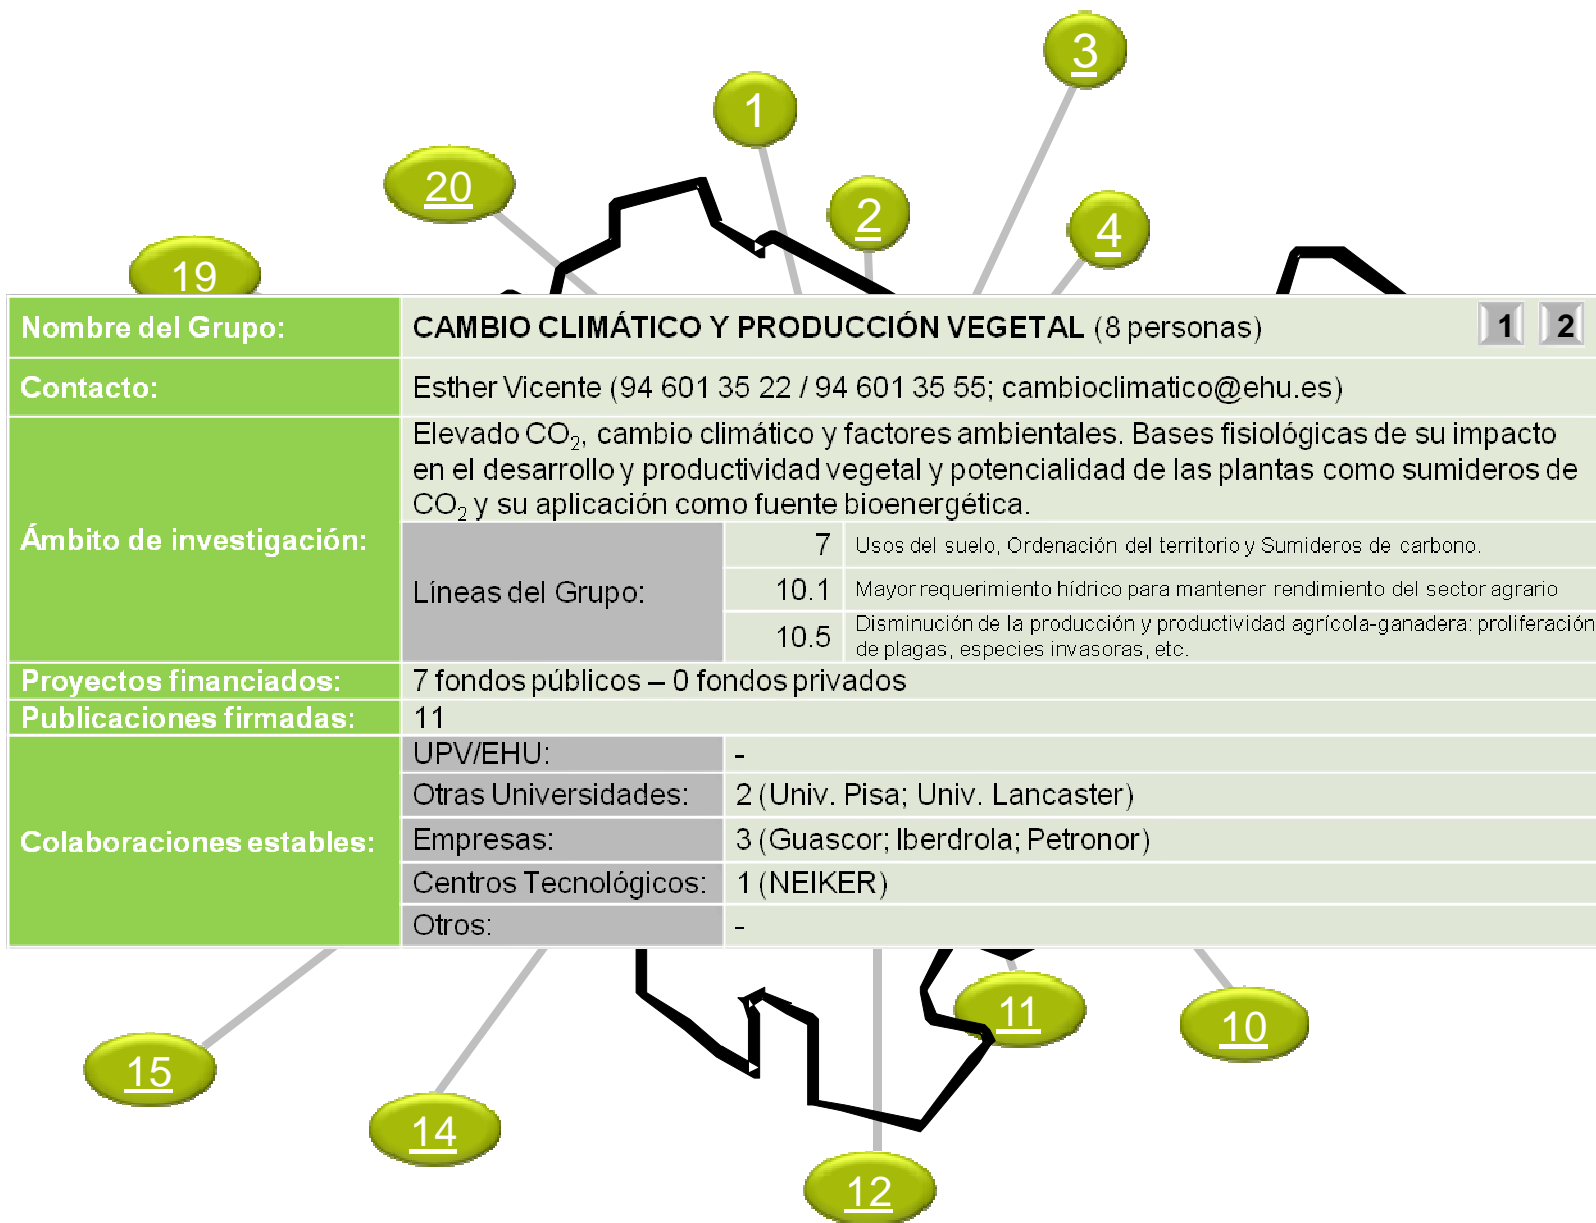 3
1
20
2
4
19
Nombre del Grupo: CAMBIO CLIMÁTICO Y PRODUCCIÓN VEGETAL (8 personas) 1 2
Contacto: Esther Vicente (94 601 35 22 / 94 601 35 55; cambioclimatico@ehu.es)
Ámbito de investigación:
Elevado CO₂, cambio climático y factores ambientales. Bases fisiológicas de su impacto
en el desarrollo y productividad vegetal y potencialidad de las plantas como sumideros de
CO₂ y su aplicación como fuente bioenergética.
Líneas del Grupo:
7 Usos del suelo, Ordenación del territorio y Sumideros de carbono.
10.1 Mayor requerimiento hídrico para mantener rendimiento del sector agrario
10.5 Disminución de la producción y productividad agrícola-ganadera: proliferación
de plagas, especies invasoras, etc.
Proyectos financiados: 7 fondos públicos – 0 fondos privados
Publicaciones firmadas: 11
Colaboraciones estables:
UPV/EHU: -
Otras Universidades: 2 (Univ. Pisa; Univ. Lancaster)
Empresas: 3 (Guascor; Iberdrola; Petronor)
Centros Tecnológicos: 1 (NEIKER)
Otros: -
11
10
15
14
12